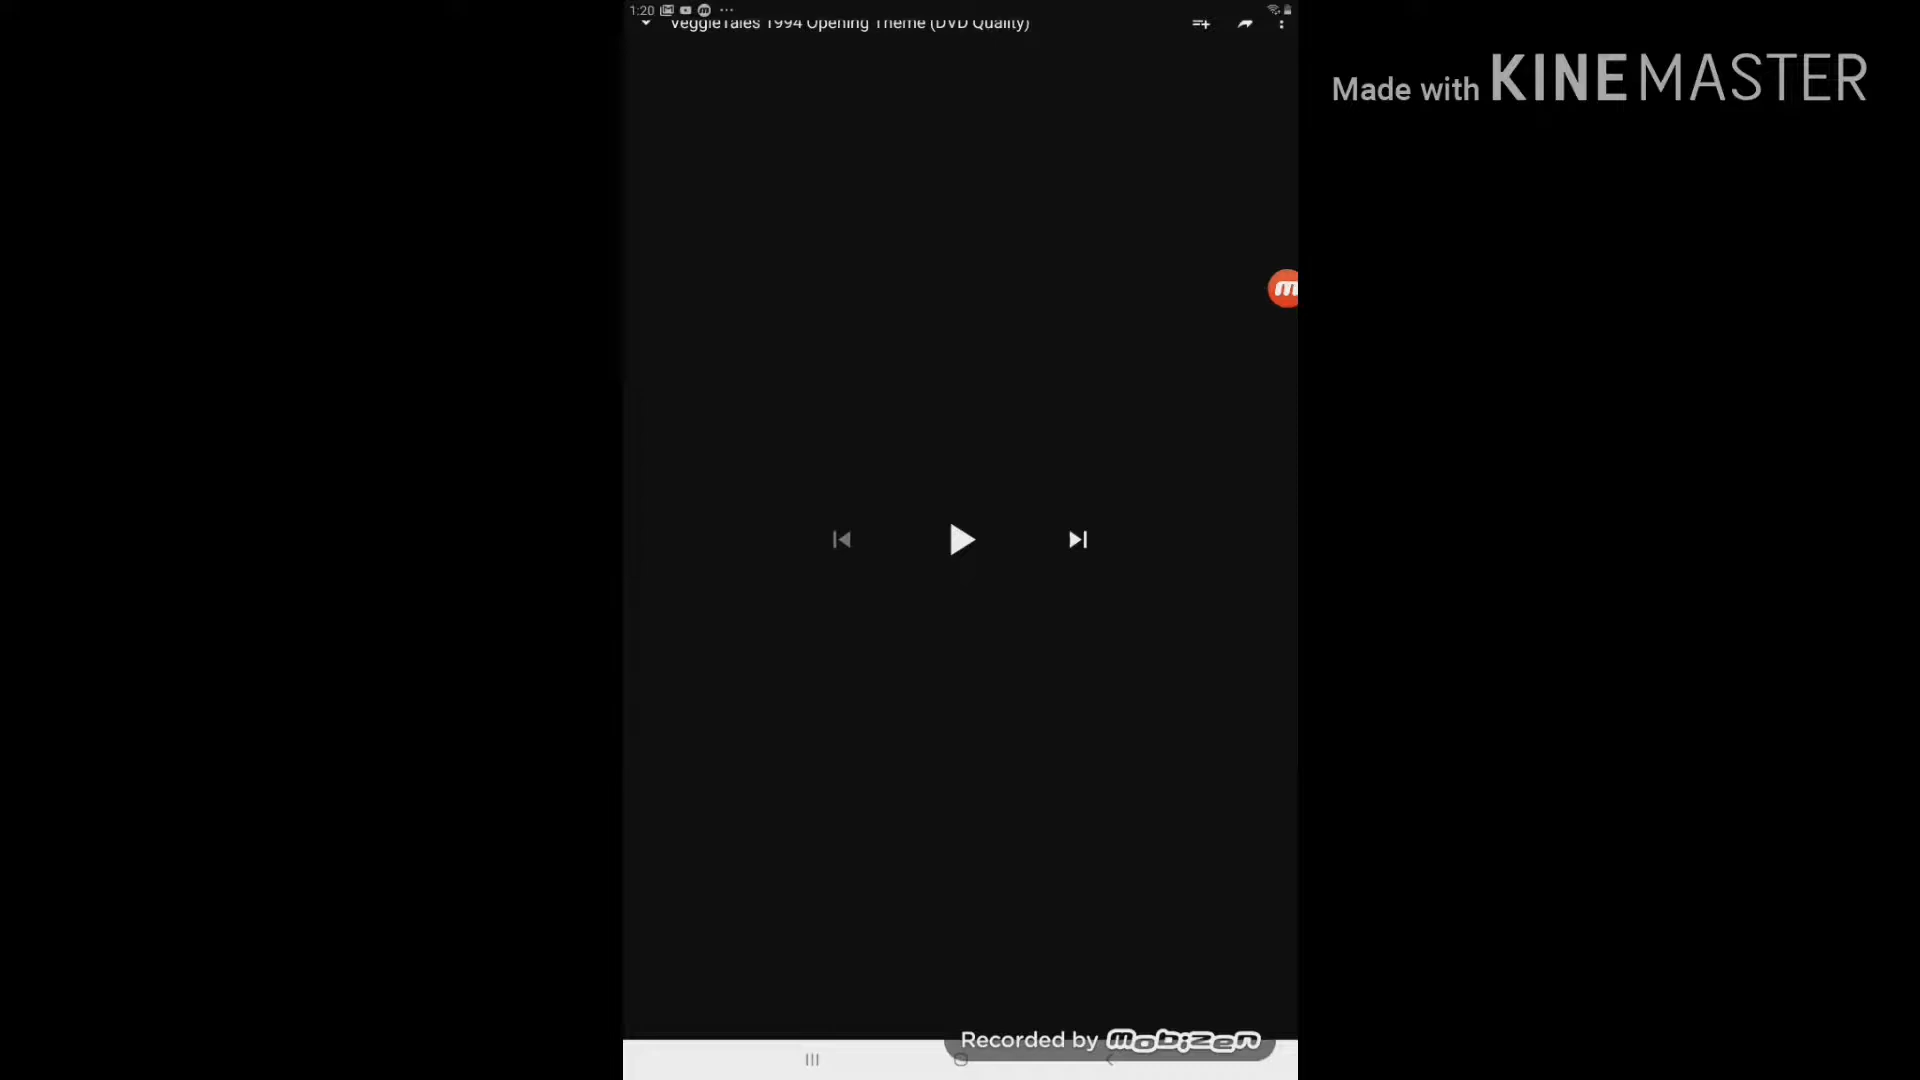 1:20
VeggieTales 1994 Opening Theme (DVD Quality)
Made with KINEMASTER
m
Recorded by mobizen